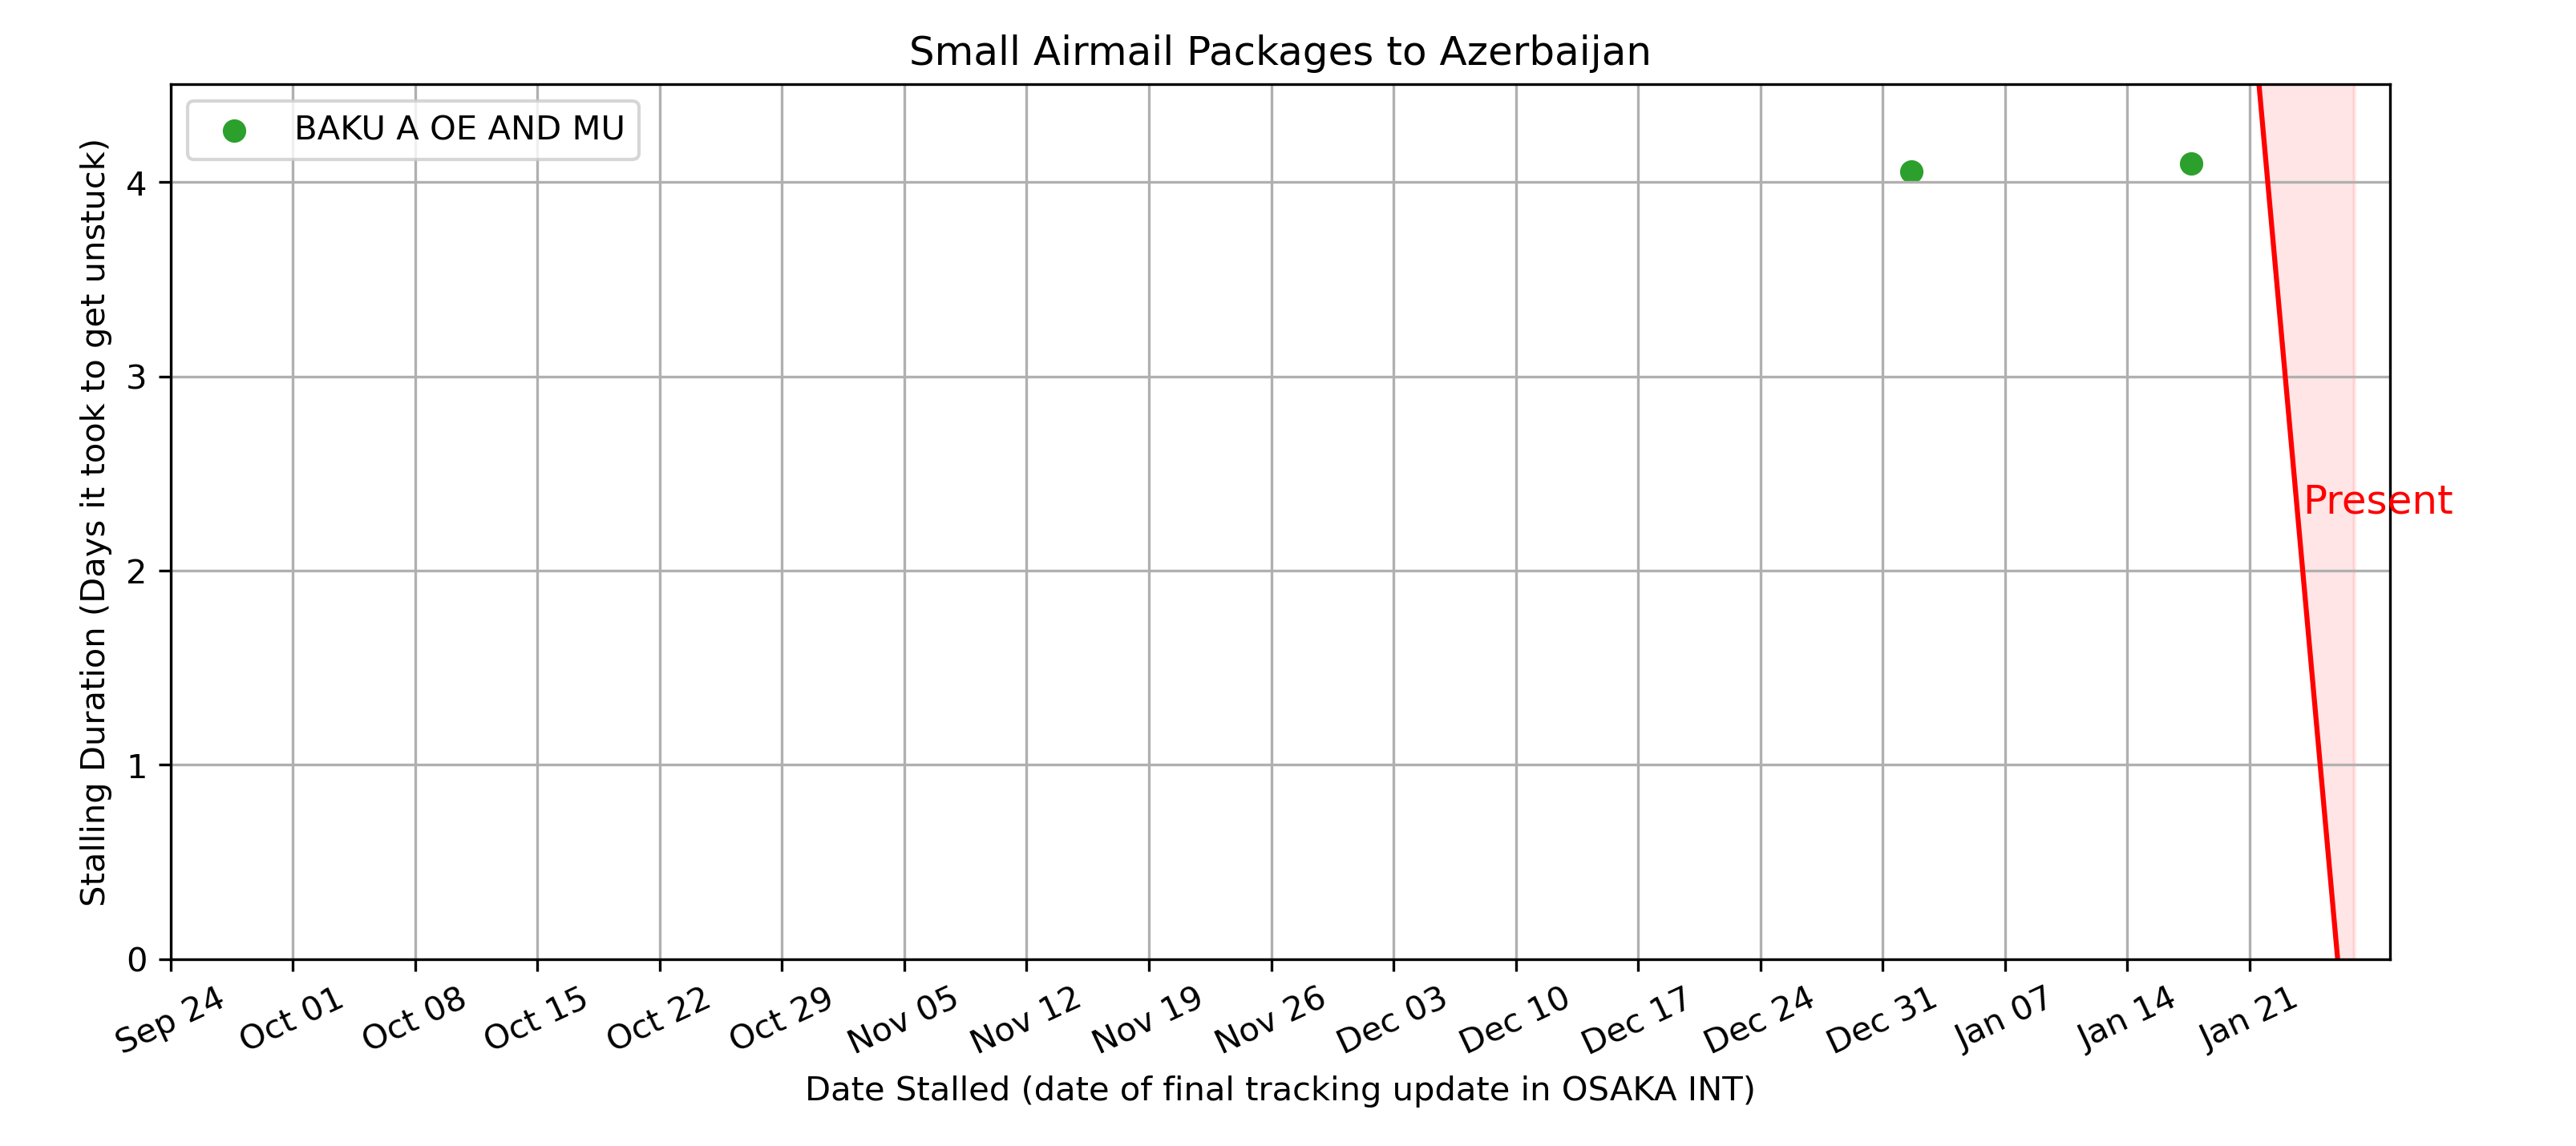 Small Airmail Packages to Azerbaijan
BAKU A OE AND MU
Stalling Duration (Days it took to get unstuck)
4
3
2
1
0
Present
Sep 24 Oct 01 Oct 08 Oct 15 Oct 22 Oct 29 Nov 05 Nov 12 Nov 19 Nov 26 Dec 03 Dec 10 Dec 17 Dec 24 Dec 31 Jan 07 Jan 14 Jan 21
Date Stalled (date of final tracking update in OSAKA INT)